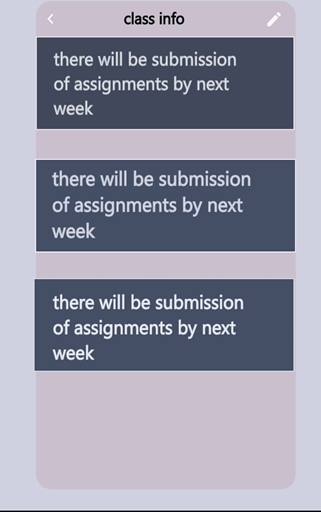 class info
there will be submission
of assignments by next
week
there will be submission
of assignments by next
week
there will be submission
of assignments by next
week